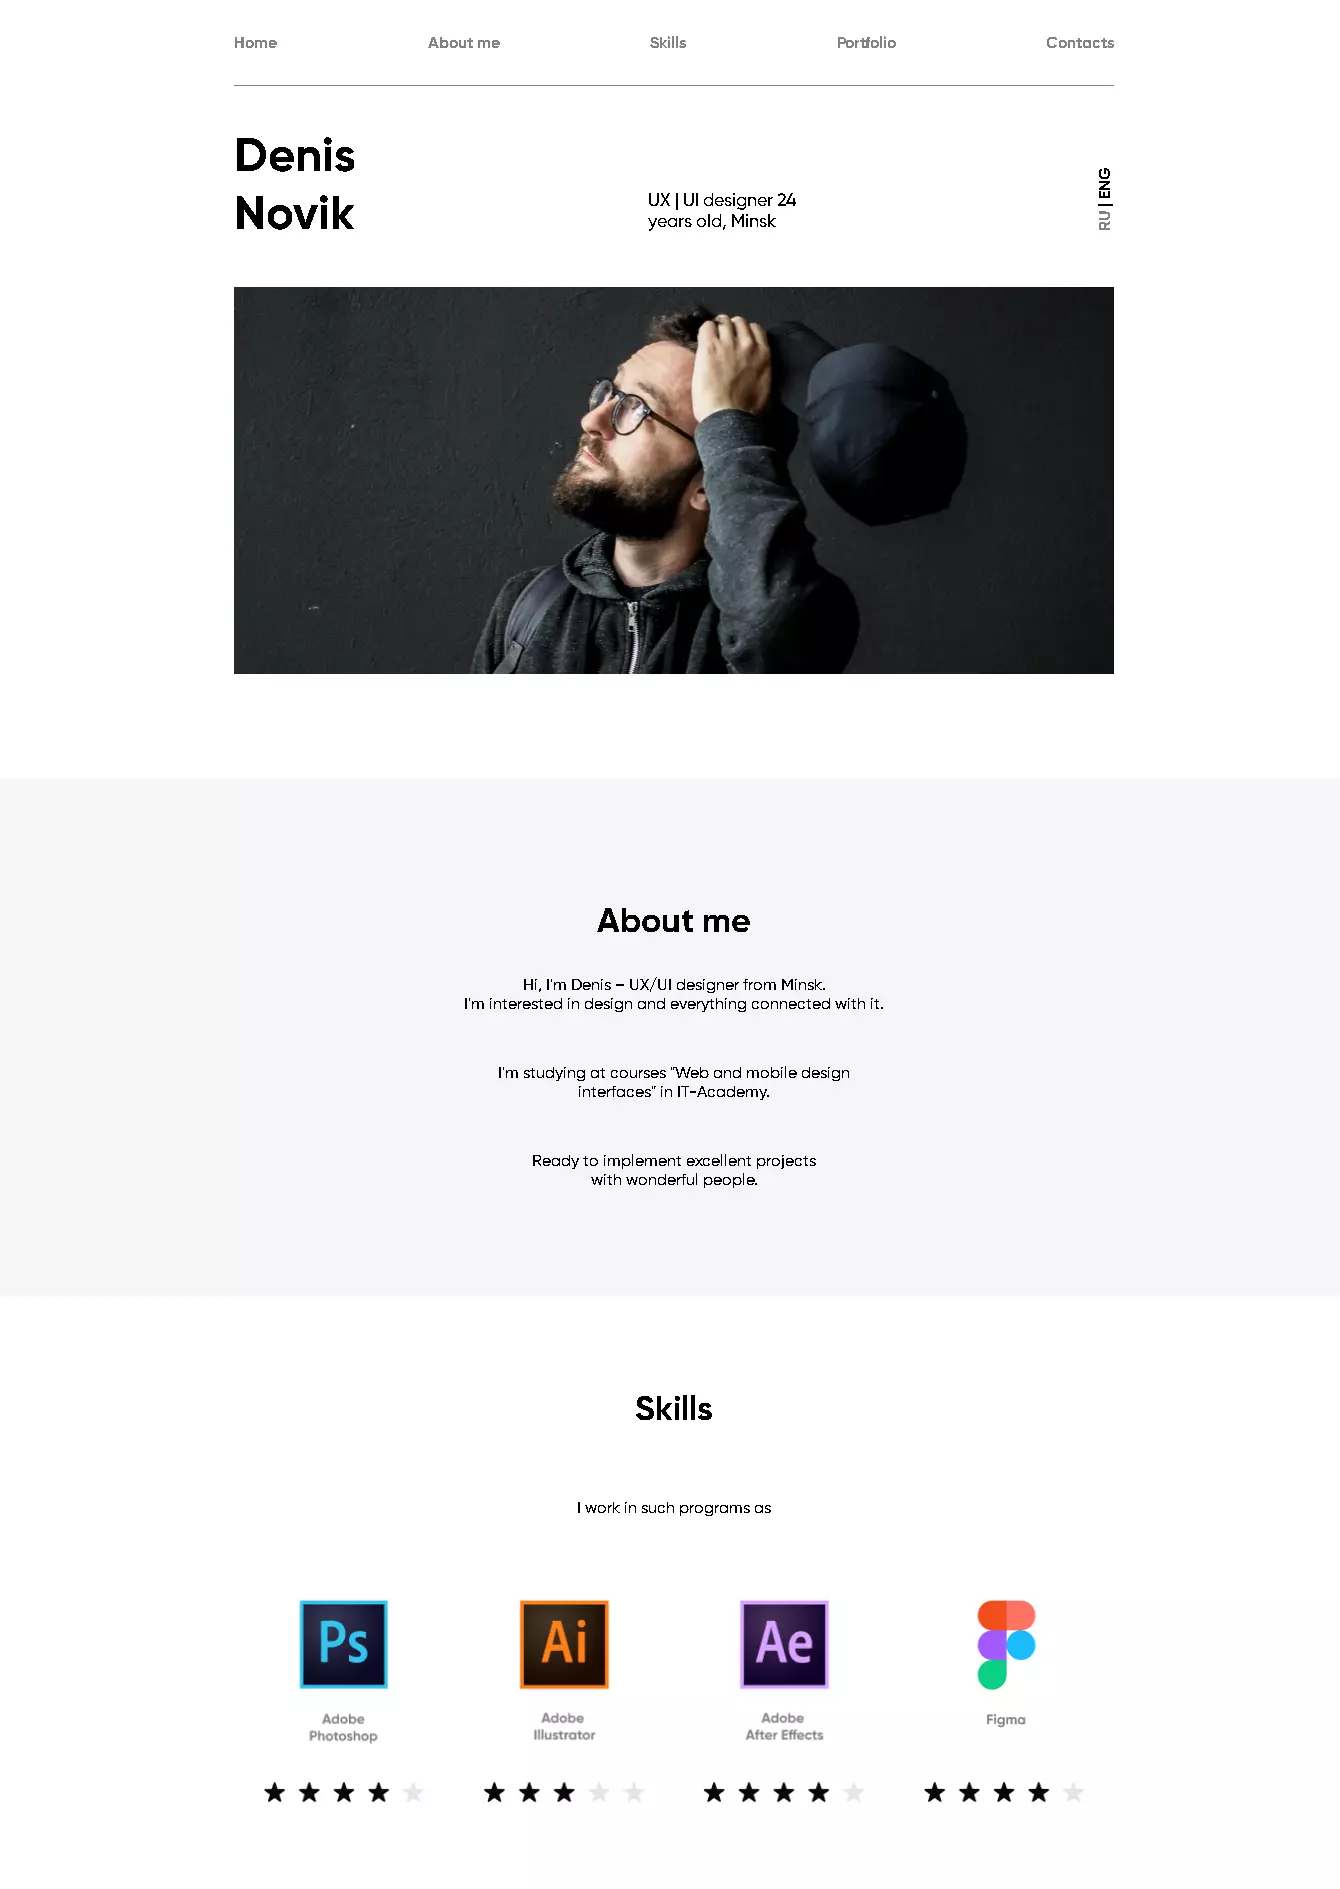 Home
About me
Skills
Portfolio
Contacts
Denis
Novik
UX | UI designer 24
years old, Minsk
RU | ENG
About me
Hi, I'm Denis – UX/UI designer from Minsk.
I'm interested in design and everything connected with it.
I'm studying at courses "Web and mobile design
interfaces" in IT-Academy.
Ready to implement excellent projects
with wonderful people.
Skills
I work in such programs as
Ps
Adobe
Photoshop
Ai
Adobe
Illustrator
Ae
Adobe
After Effects
Figma